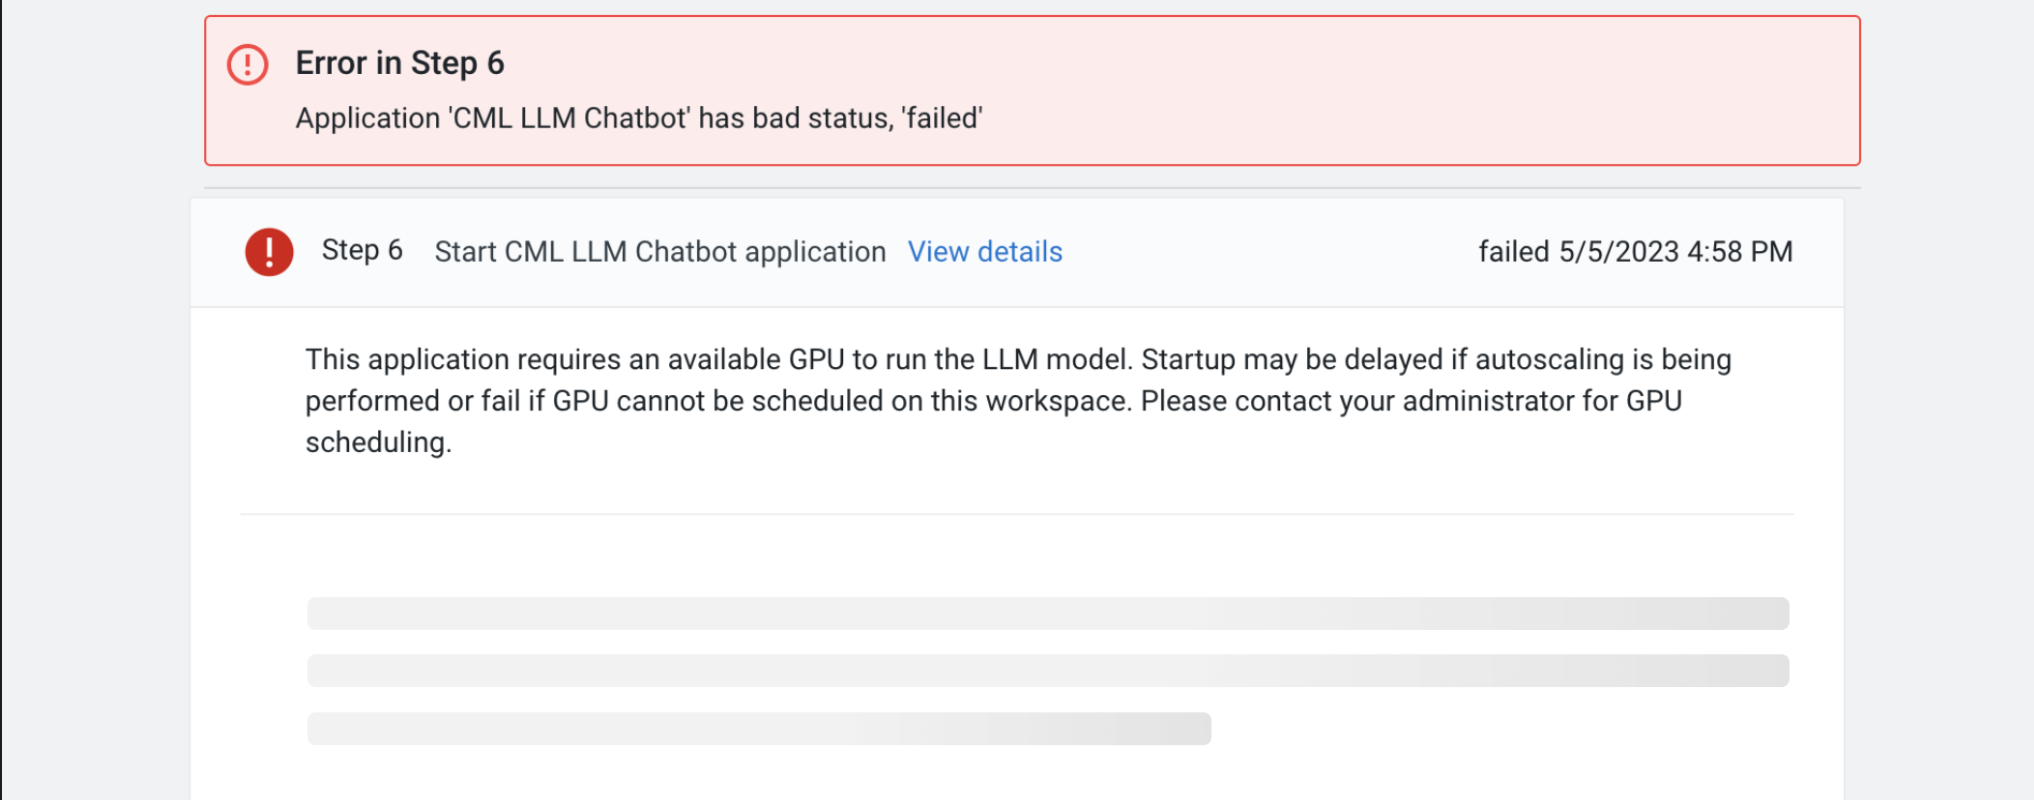 Error in Step 6
Application 'CML LLM Chatbot' has bad status, 'failed'
Step 6 Start CML LLM Chatbot application View details failed 5/5/2023 4:58 PM
This application requires an available GPU to run the LLM model. Startup may be delayed if autoscaling is being
performed or fail if GPU cannot be scheduled on this workspace. Please contact your administrator for GPU
scheduling.